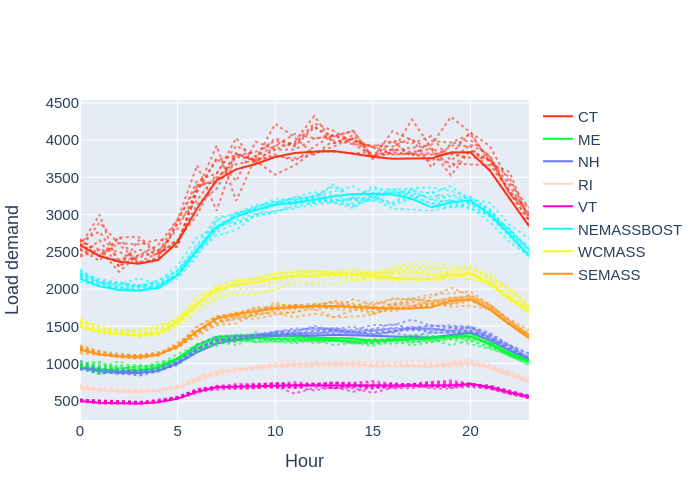 4500
4000
3500
3000
2500
2000
1500
1000
500
0
5
10
15
20
Hour
Load demand
CT
ME
NH
RI
VT
NEMASSBOST
WCMASS
SEMASS